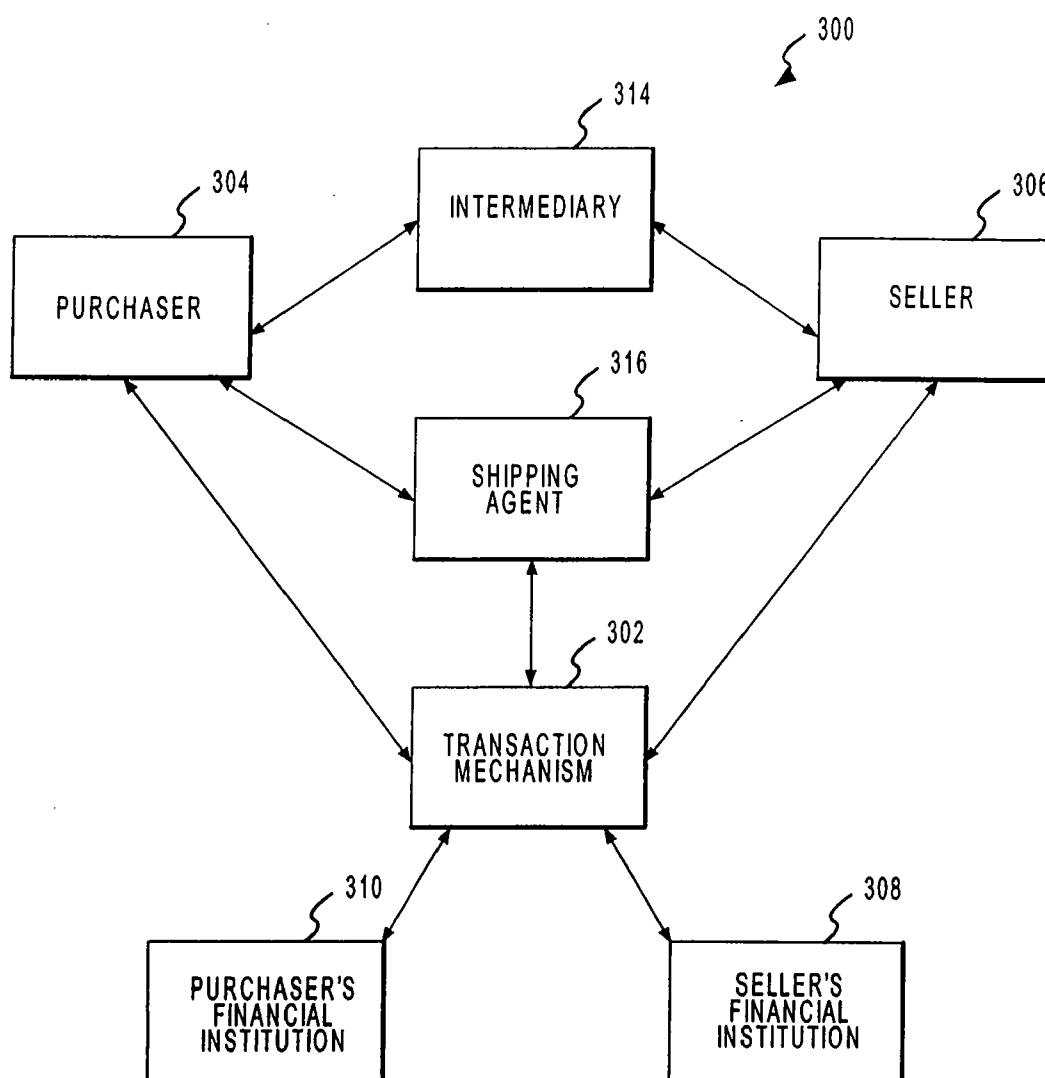 300
314
INTERMEDIARY
304
PURCHASER
306
SELLER
316
SHIPPING
AGENT
302
TRANSACTION
MECHANISM
310
PURCHASER'S
FINANCIAL
INSTITUTION
308
SELLER'S
FINANCIAL
INSTITUTION